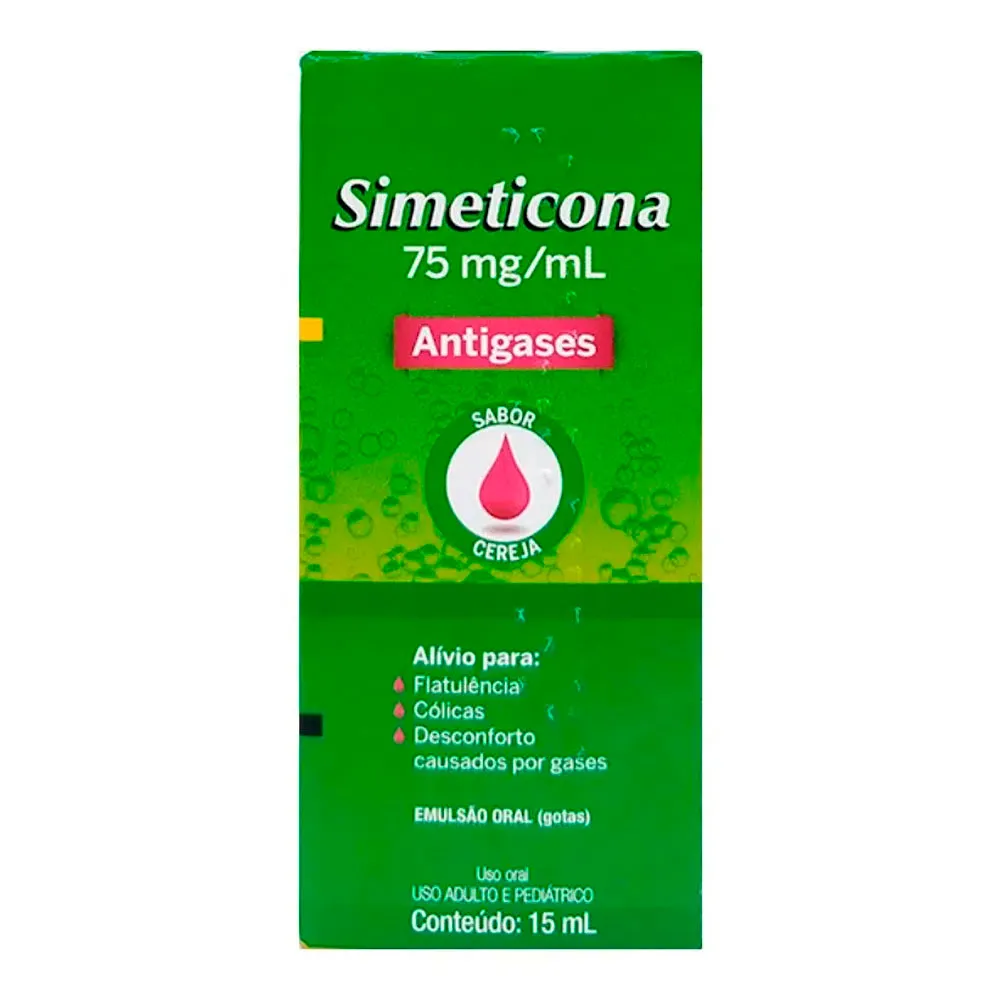 Simeticona
75 mg/mL
Antigases
SABOR
CEREJA
Alívio para:
Flatulência
Cólicas
Desconforto
causados por gases
EMULSÃO ORAL (gotas)
Uso oral
USO ADULTO E PEDIÁTRICO
Conteúdo: 15 mL